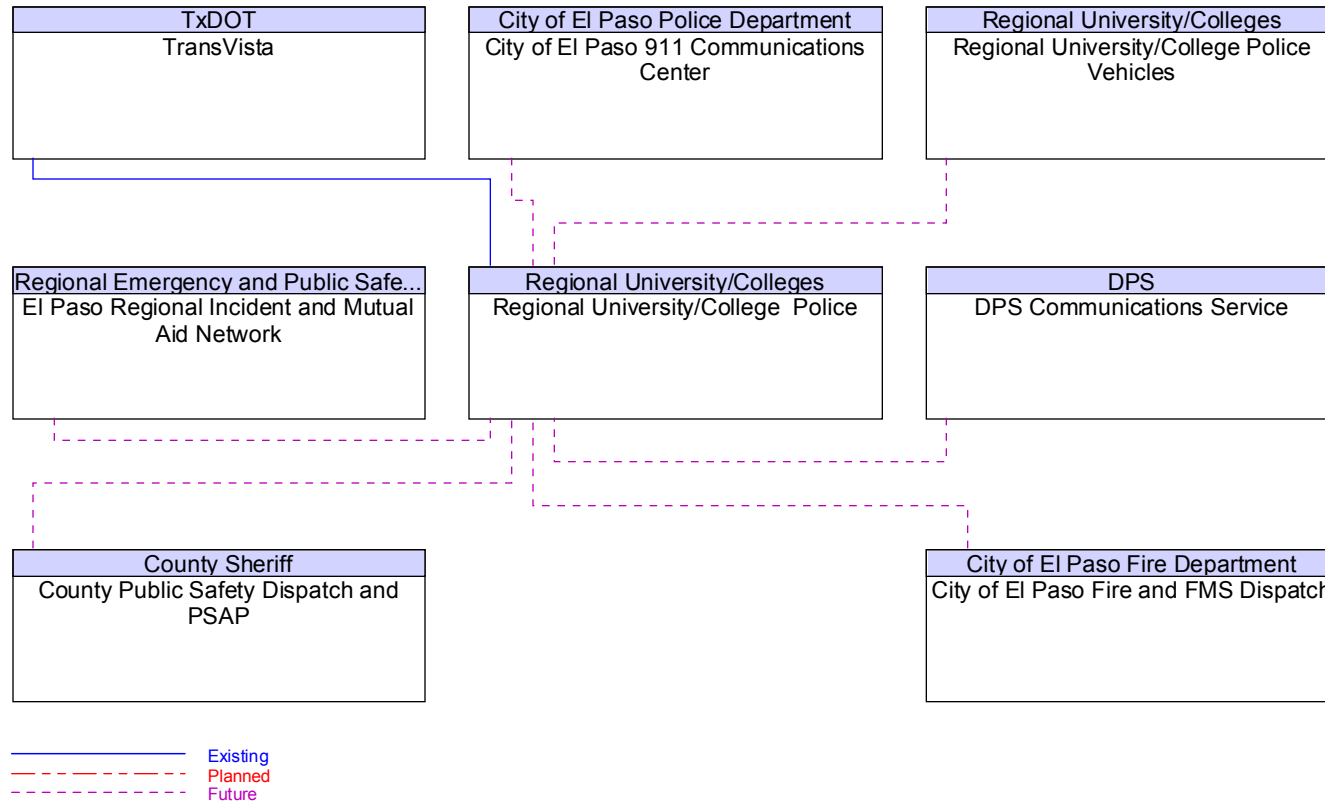 TxDOT
TransVista
City of El Paso Police Department
City of El Paso 911 Communications
Center
Regional University/Colleges
Regional University/College Police
Vehicles
Regional Emergency and Public Safe...
El Paso Regional Incident and Mutual
Aid Network
Regional University/Colleges
Regional University/College  Police
DPS
DPS Communications Service
County Sheriff
County Public Safety Dispatch and
PSAP
City of El Paso Fire Department
City of El Paso Fire and FMS Dispatch
Existing
Planned
Future